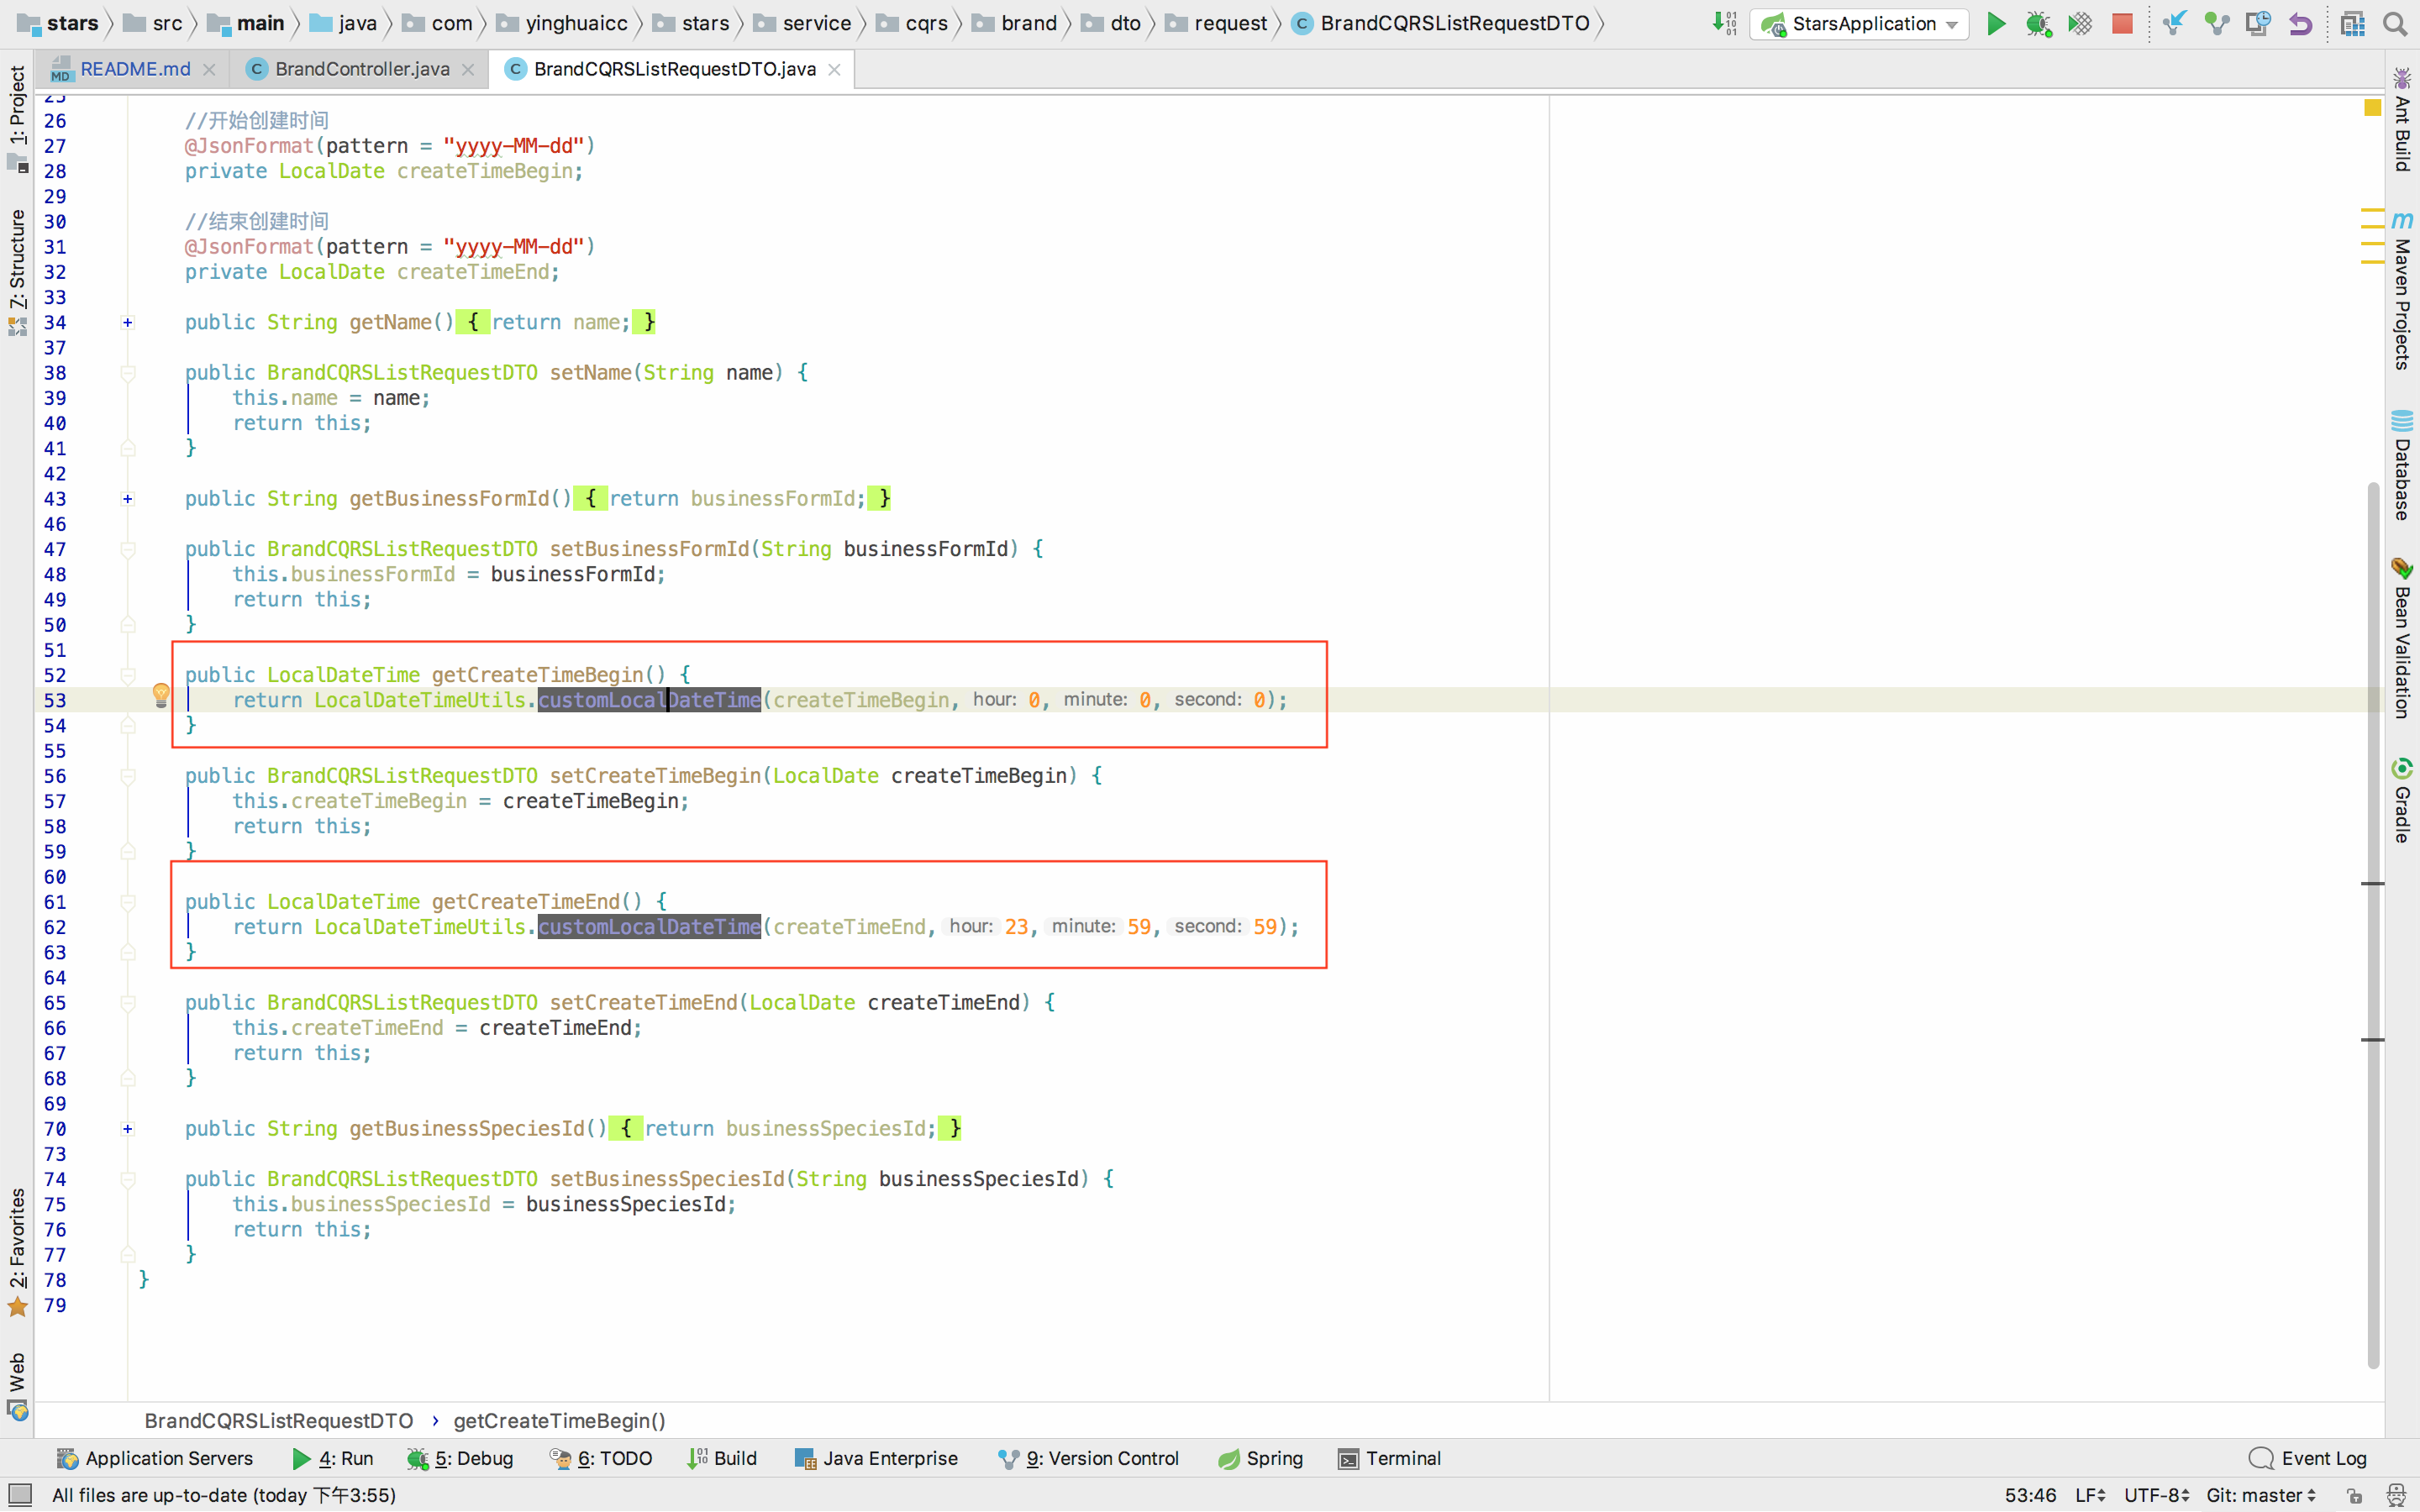 stars src main java com yinghuaicc stars service cqrs brand dto request BrandCQRSListRequestDTO StarsApplication
README.md BrandController.java BrandCQRSListRequestDTO.java
1: Project
7: Structure
2: Favorites
Web
26 //开始创建时间
27 @JsonFormat(pattern = "yyyy-MM-dd")
28 private LocalDate createTimeBegin;
29
30 //结束创建时间
31 @JsonFormat(pattern = "yyyy-MM-dd")
32 private LocalDate createTimeEnd;
33
34 public String getName() { return name; }
37
38 public BrandCQRSListRequestDTO setName(String name) {
39 this.name = name;
40 return this;
41 }
42
43 public String getBusinessFormId() { return businessFormId; }
46
47 public BrandCQRSListRequestDTO setBusinessFormId(String businessFormId) {
48 this.businessFormId = businessFormId;
49 return this;
50 }
51
52 public LocalDateTime getCreateTimeBegin() {
53 return LocalDateTimeUtils.customLocalDateTime(createTimeBegin, hour: 0, minute: 0, second: 0);
54 }
55
56 public BrandCQRSListRequestDTO setCreateTimeBegin(LocalDate createTimeBegin) {
57 this.createTimeBegin = createTimeBegin;
58 return this;
59 }
60
61 public LocalDateTime getCreateTimeEnd() {
62 return LocalDateTimeUtils.customLocalDateTime(createTimeEnd, hour: 23, minute: 59, second: 59);
63 }
64
65 public BrandCQRSListRequestDTO setCreateTimeEnd(LocalDate createTimeEnd) {
66 this.createTimeEnd = createTimeEnd;
67 return this;
68 }
69
70 public String getBusinessSpeciesId() { return businessSpeciesId; }
73
74 public BrandCQRSListRequestDTO setBusinessSpeciesId(String businessSpeciesId) {
75 this.businessSpeciesId = businessSpeciesId;
76 return this;
77 }
78 }
79
Ant Build
Maven Projects
Database
Bean Validation
Gradle
BrandCQRSListRequestDTO › getCreateTimeBegin()
Application Servers 4: Run 5: Debug 6: TODO Build Java Enterprise 9: Version Control Spring Terminal Event Log
All files are up-to-date (today 下午3:55) 53:46 LF UTF-8 Git: master